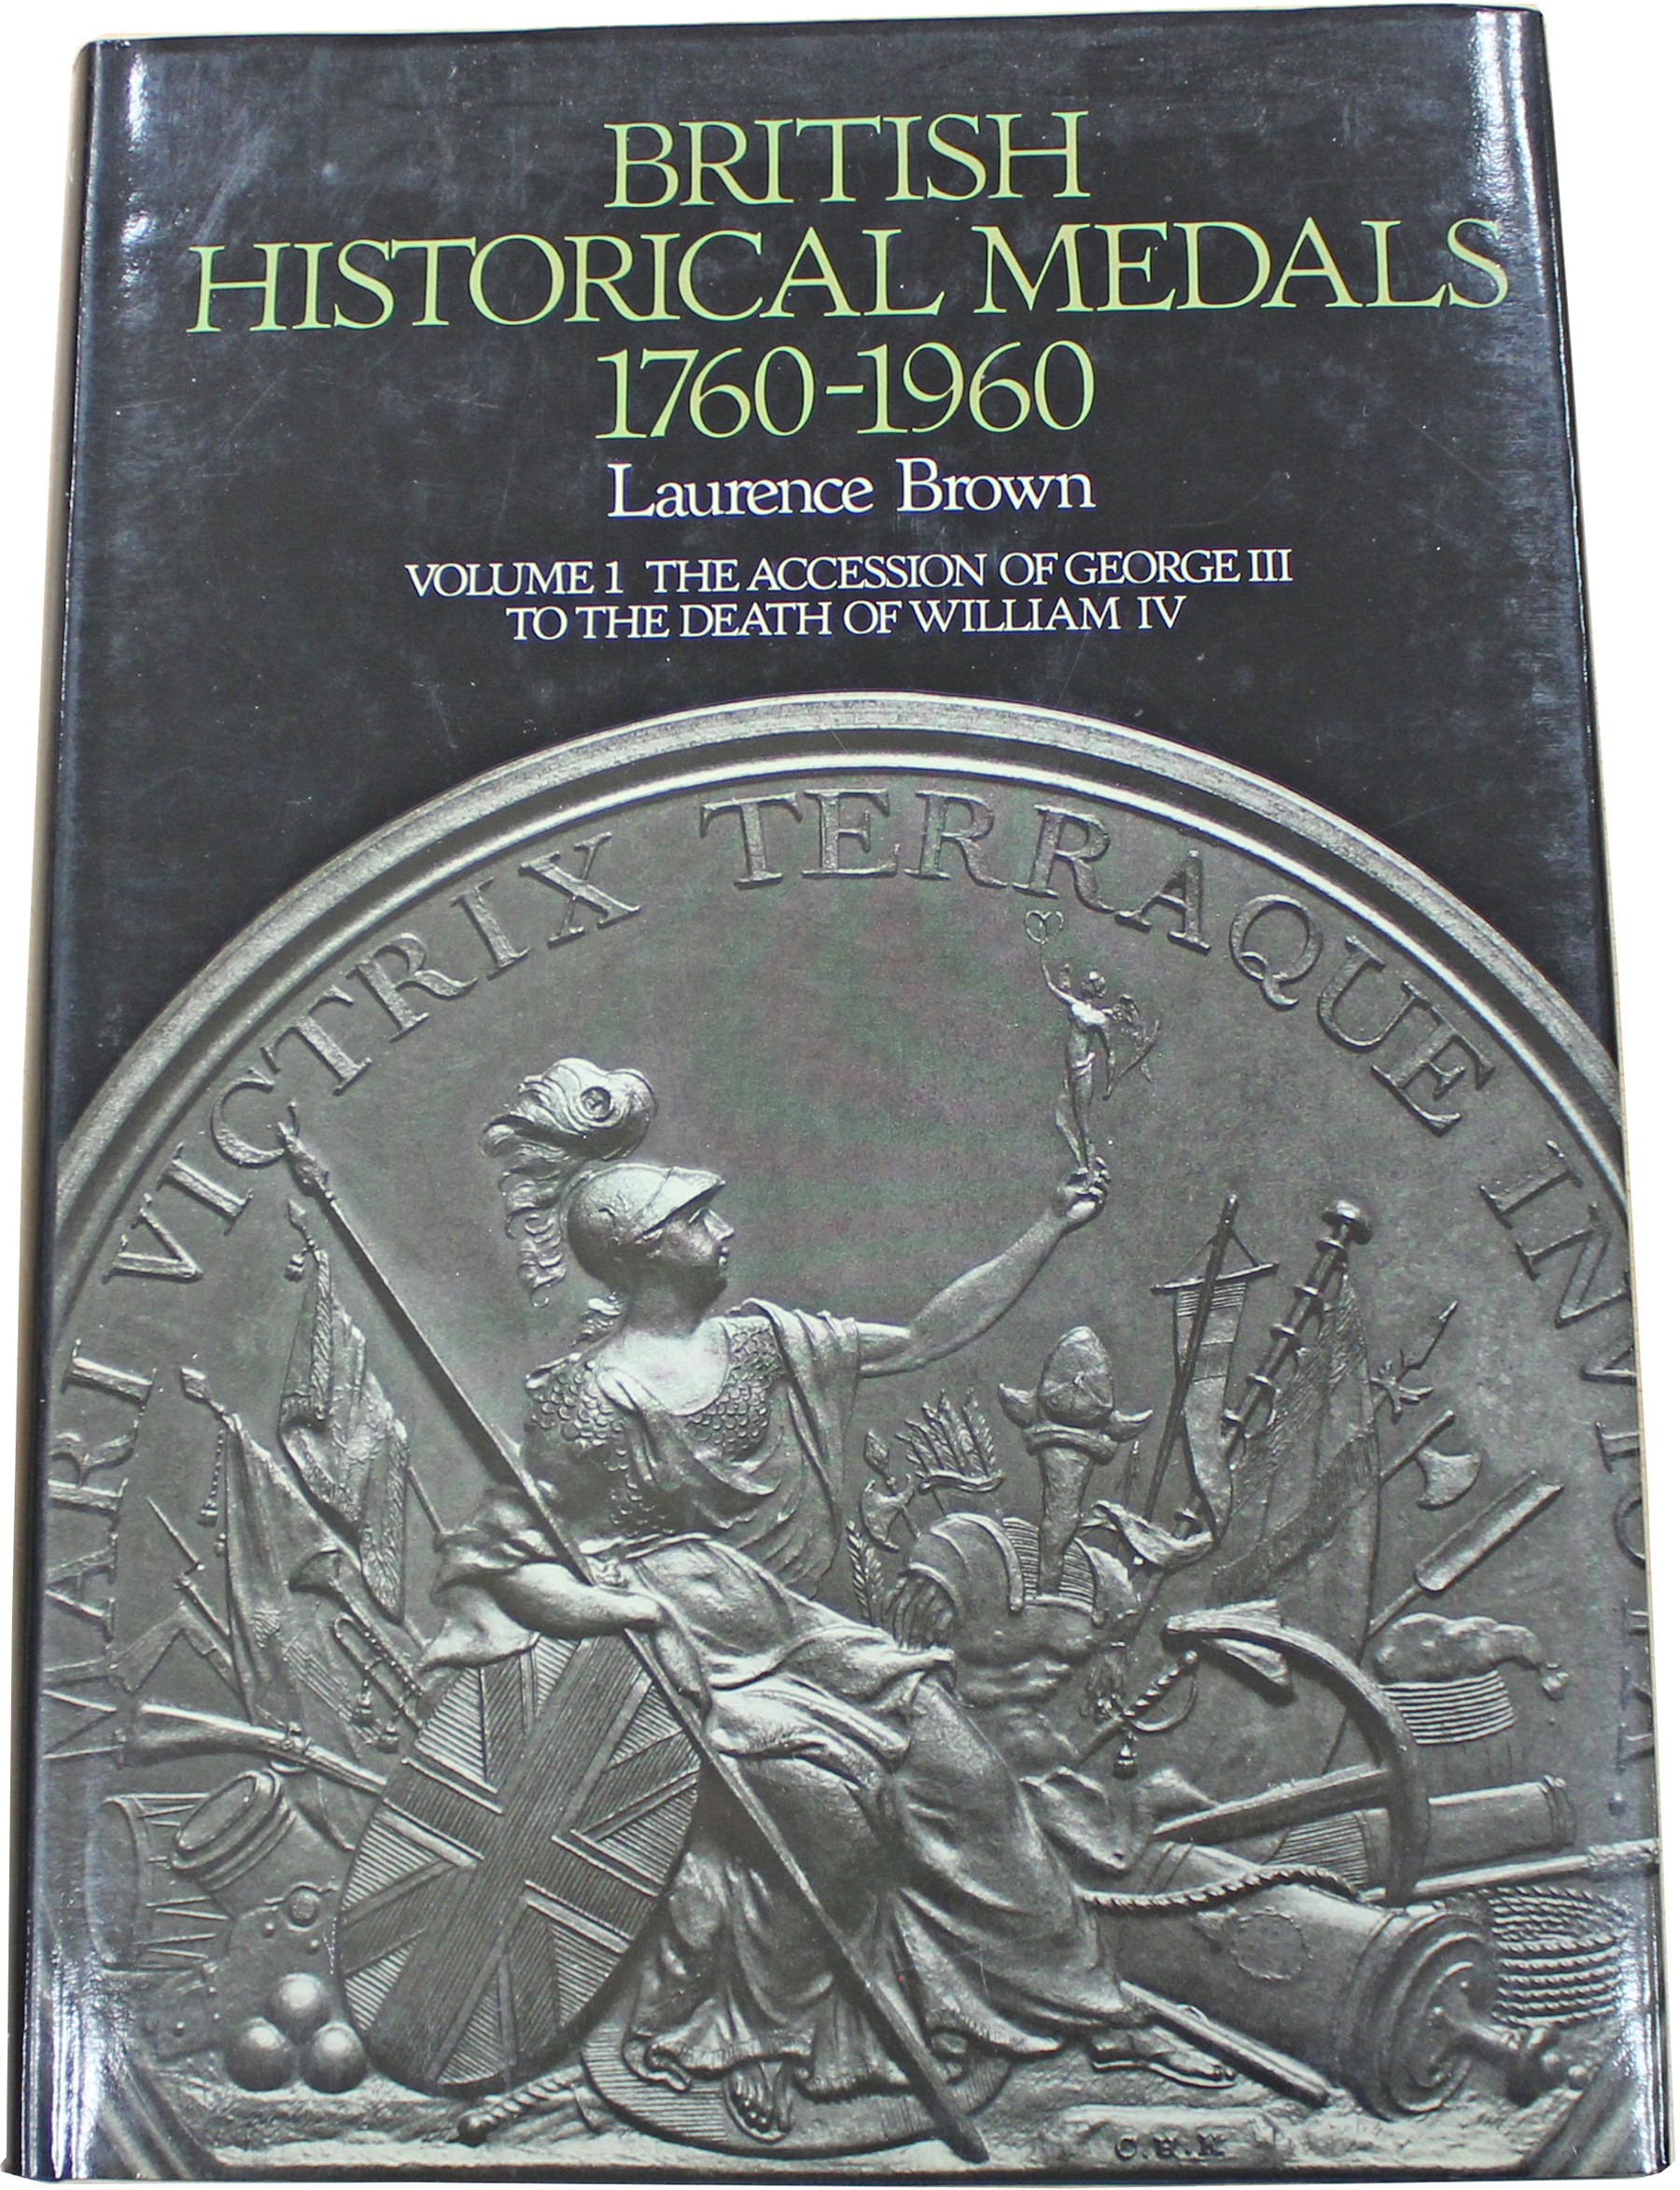 BRITISH
HISTORICAL MEDALS
1760-1960
Laurence Brown
VOLUME 1 THE ACCESSION OF GEORGE III
TO THE DEATH OF WILLIAM IV
MARI VICTRIX TERRAQUE INVICTA
C.H.K